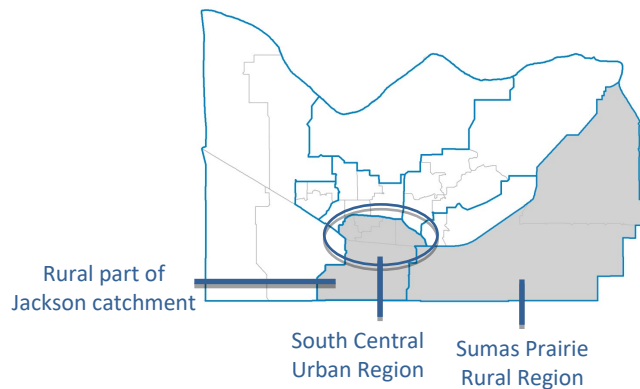 Rural part of
Jackson catchment
South Central
Urban Region
Sumas Prairie
Rural Region